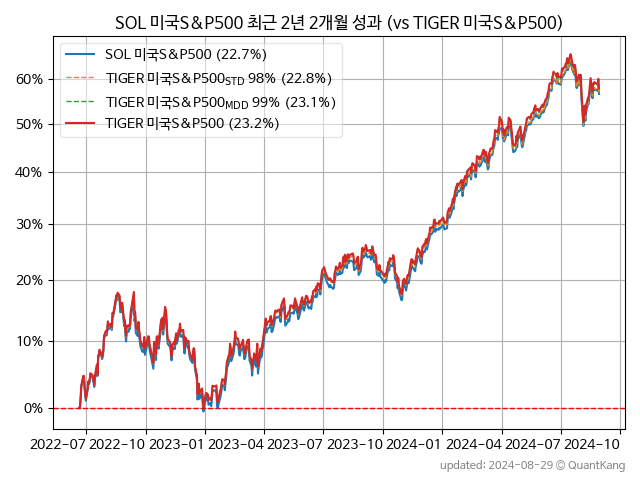 SOL 미국S&P500 최근 2년 2개월 성과 (vs TIGER 미국S&P500)
SOL 미국S&P500 (22.7%)
TIGER 미국S&P500STD 98% (22.8%)
TIGER 미국S&P500MDD 99% (23.1%)
TIGER 미국S&P500 (23.2%)
60%
50%
40%
30%
20%
10%
0%
2022-07 2022-10 2023-01 2023-04 2023-07 2023-10 2024-01 2024-04 2024-07 2024-10
updated: 2024-08-29 © QuantKang